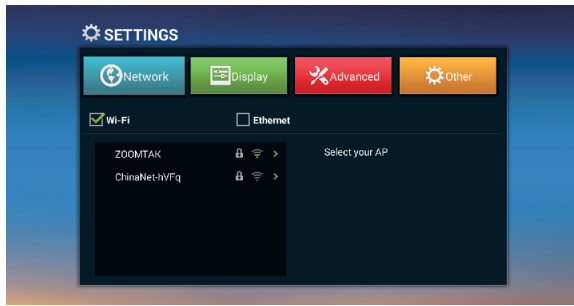 SETTINGS
Network Display Advanced Other
Wi-Fi Ethernet
ZOOMTAK Select your AP
ChinaNet-hVFq